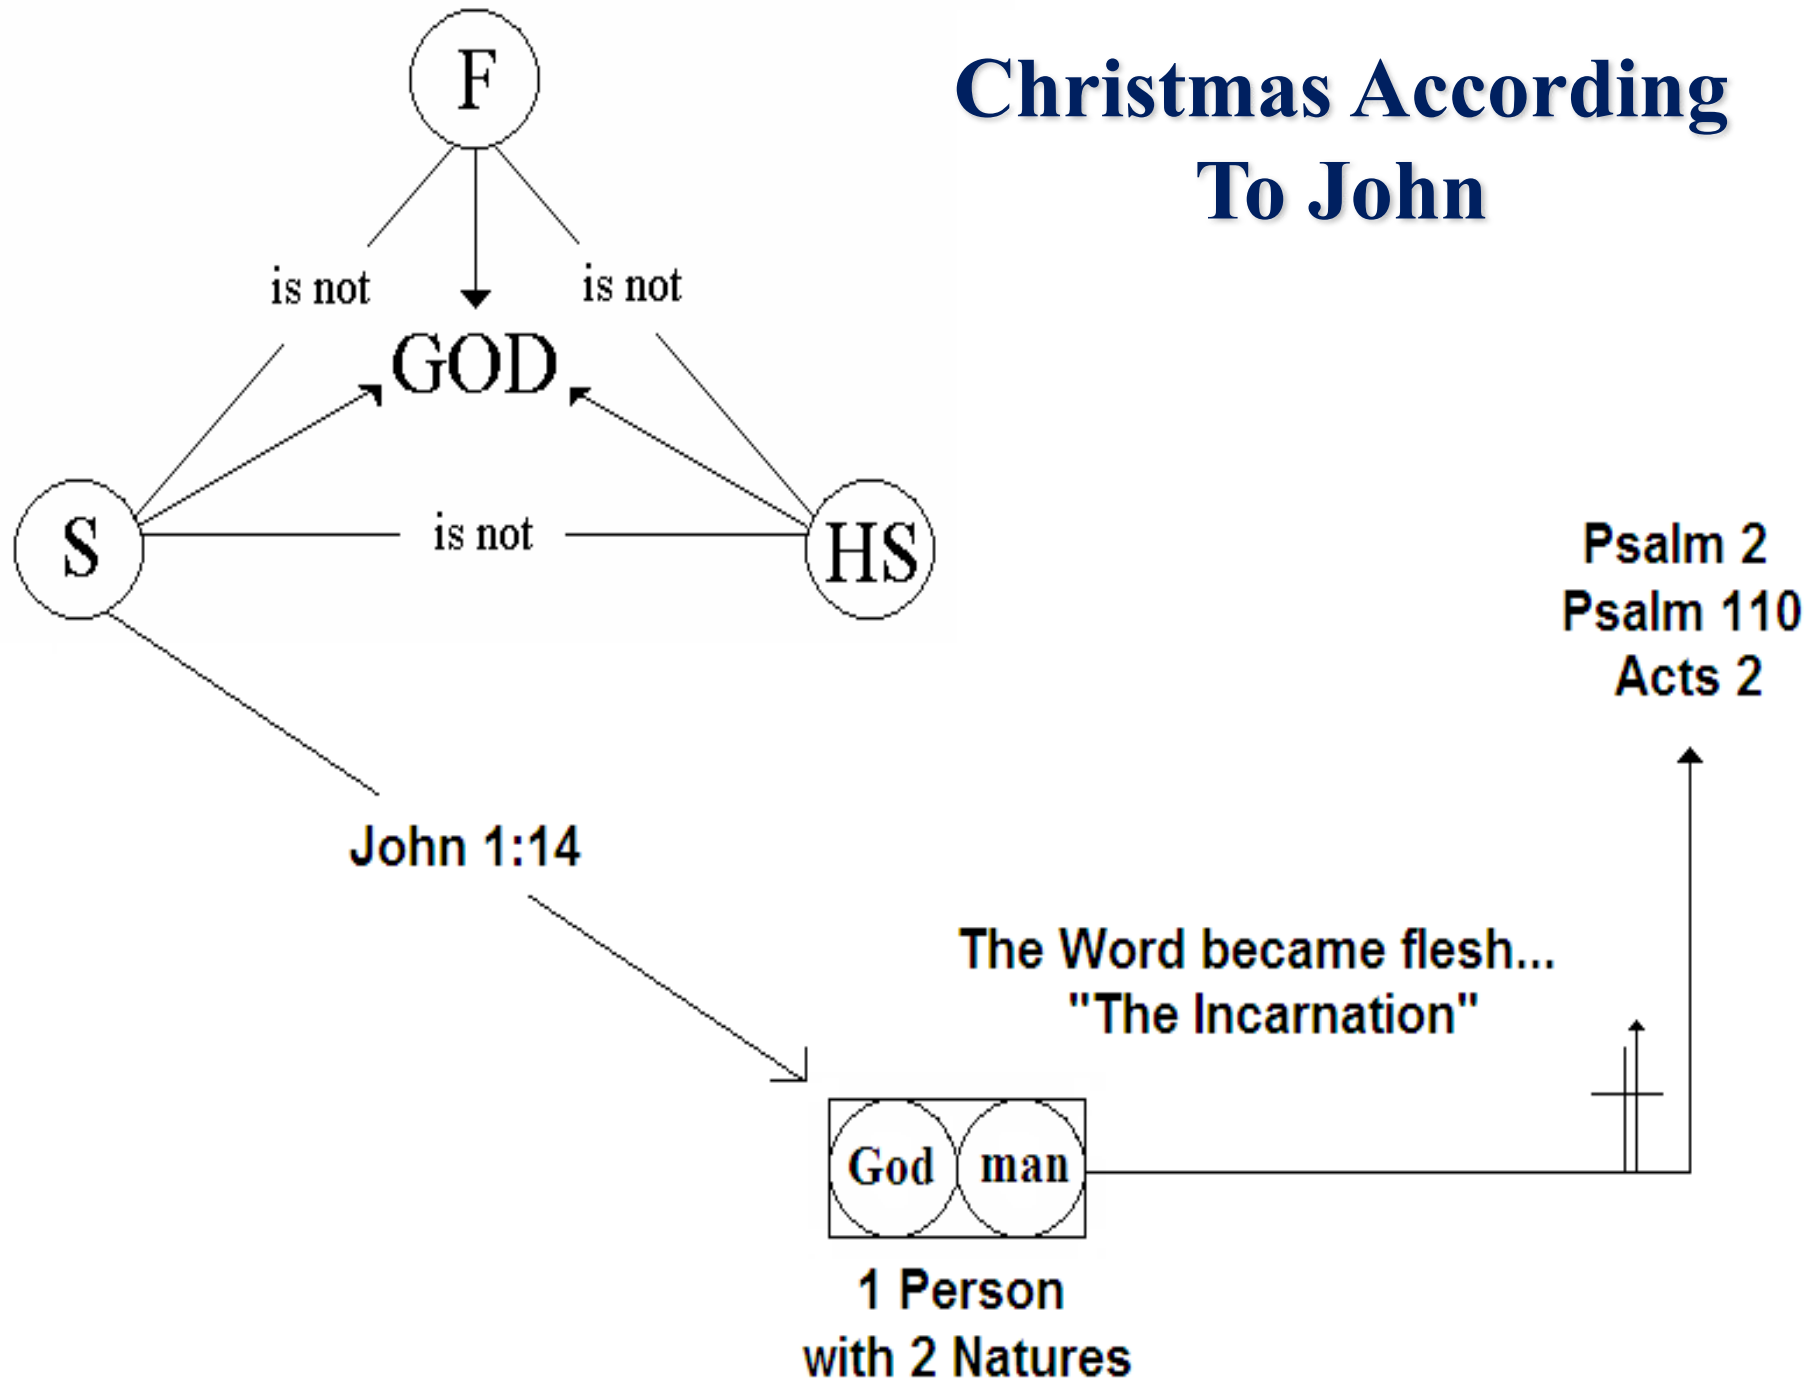 Christmas According
To John
F
is not
is not
GOD
S
is not
HS
Psalm 2
Psalm 110
Acts 2
John 1:14
The Word became flesh...
"The Incarnation"
God
man
1 Person
with 2 Natures